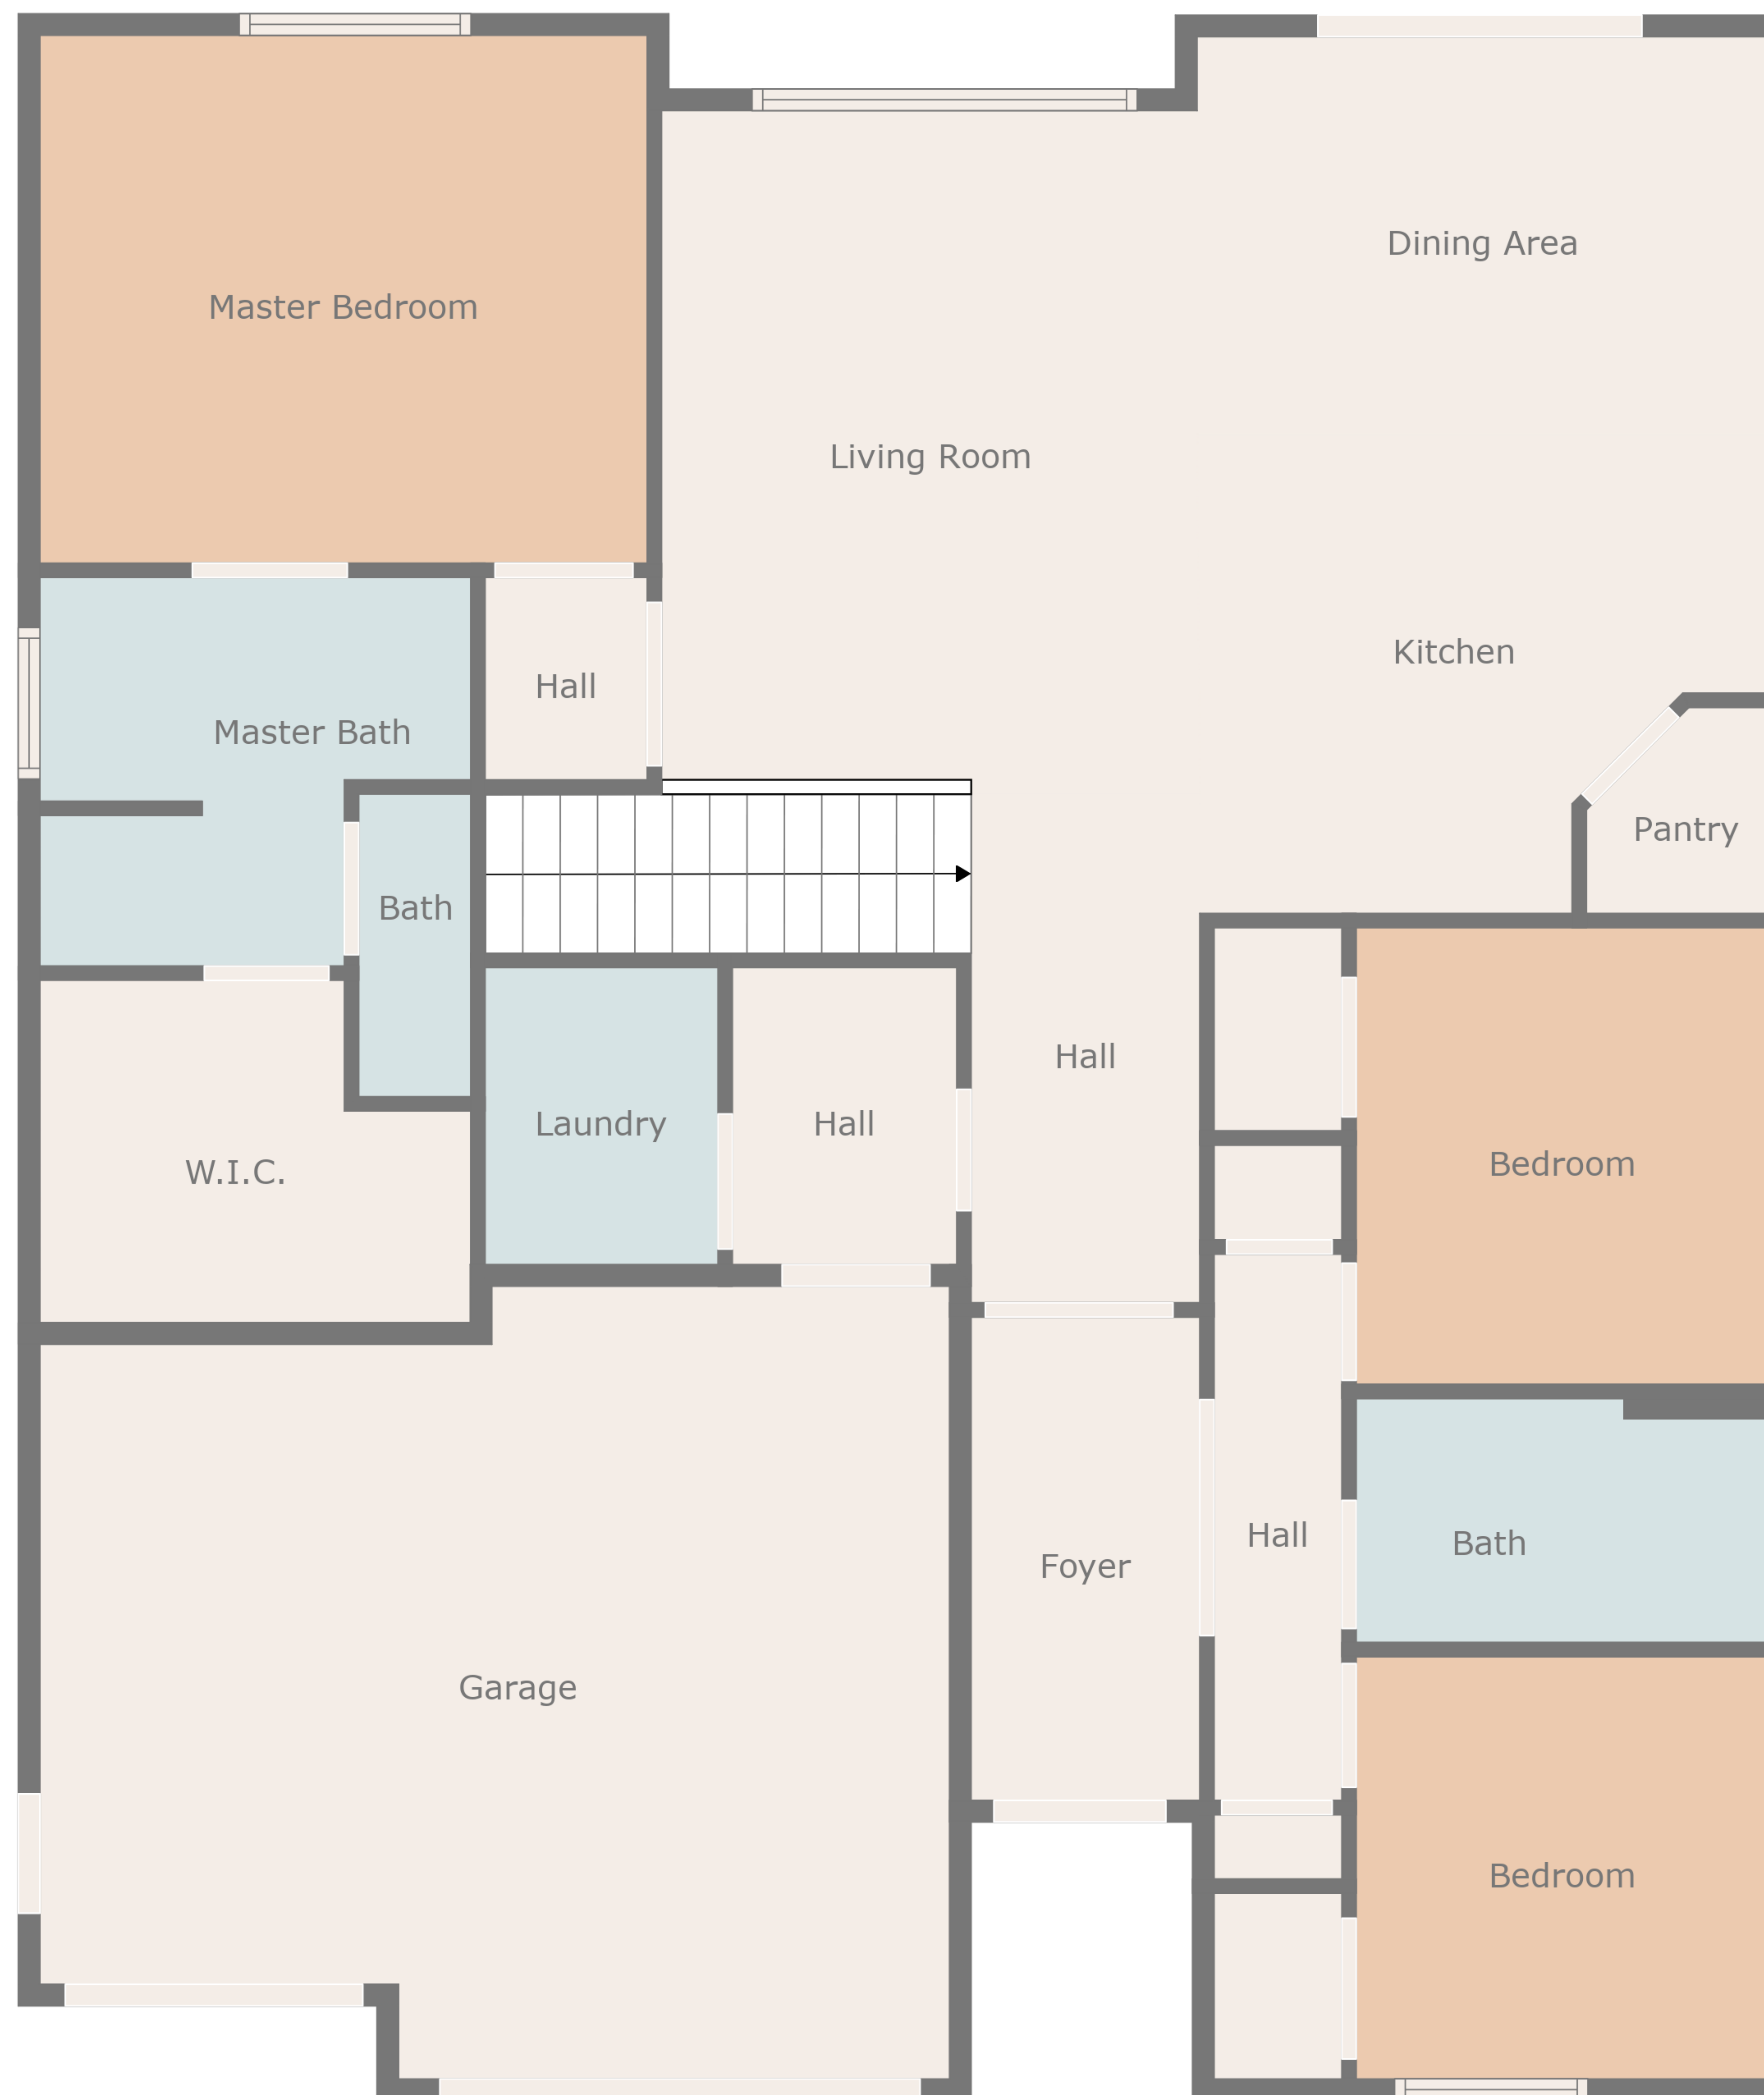 Dining Area
Master Bedroom
Living Room
Kitchen
Hall
Master Bath
Pantry
Bath
Hall
Laundry
Hall
Bedroom
W.I.C.
Hall
Bath
Foyer
Garage
Bedroom